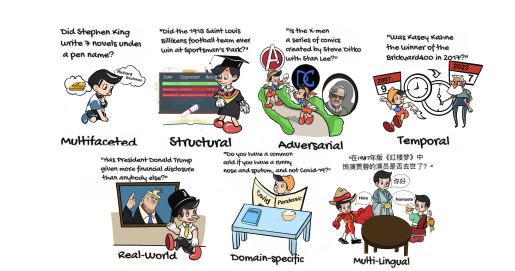 Did Stephen King
write 7 novels under
a pen name?
Richard
Bachman
Multifaceted
"Did the 1913 Saint Louis
Billikens football team ever
win at Sportsman's Park?"
Date Opponent Result
Structural
"Is the X-men
a series of comics
created by Steve Ditko
with Stan Lee?"
A
DC
Adversarial
"Was Kasey Kahne
the winner of the
Brickyard400 in 2017?"
2007
9
2023
7
Temporal
"Has President Donald Trump
given more financial disclosure
than anybody else?"
Real-World
"Do you have a common
cold if you have a runny
nose and sputum, and not Covid-19?"
Covid
Pandemic
Domain-specific
"在1987年版《红楼梦》中
饰演贾蓉的演员是否去世了？"
你好
Hola
Namaste
Multi-Lingual